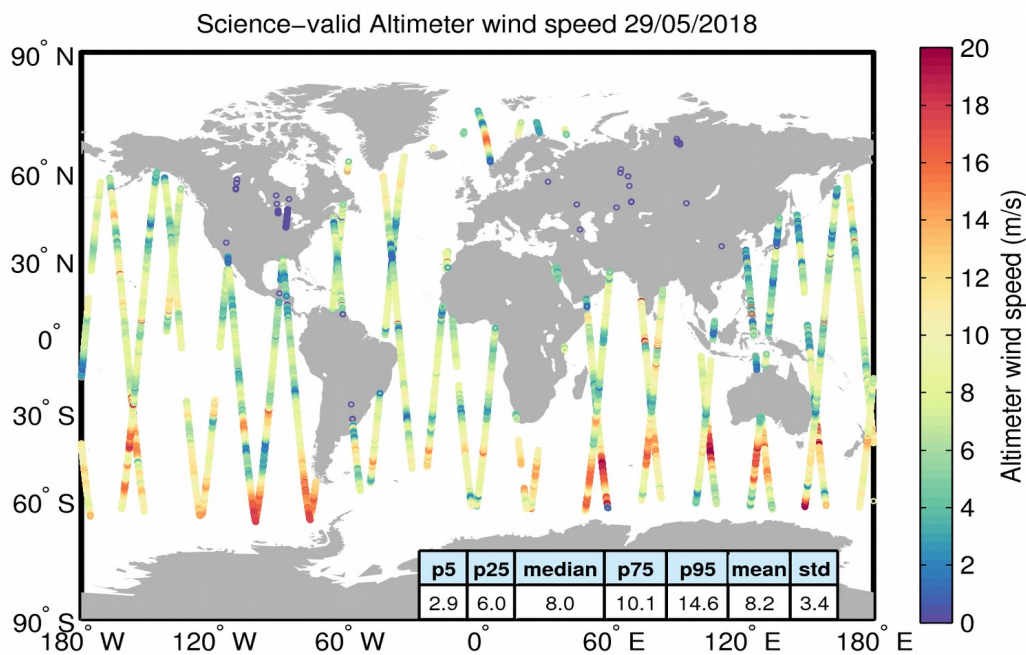 Science−valid Altimeter wind speed 29/05/2018
90° N
60° N
30° N
0°
30° S
60° S
90° S
180° W 120° W 60° W 0° 60° E 120° E 180° E
p5 p25 median p75 p95 mean std
2.9 6.0 8.0 10.1 14.6 8.2 3.4
20
18
16
14
12
10
8
6
4
2
0
Altimeter wind speed (m/s)